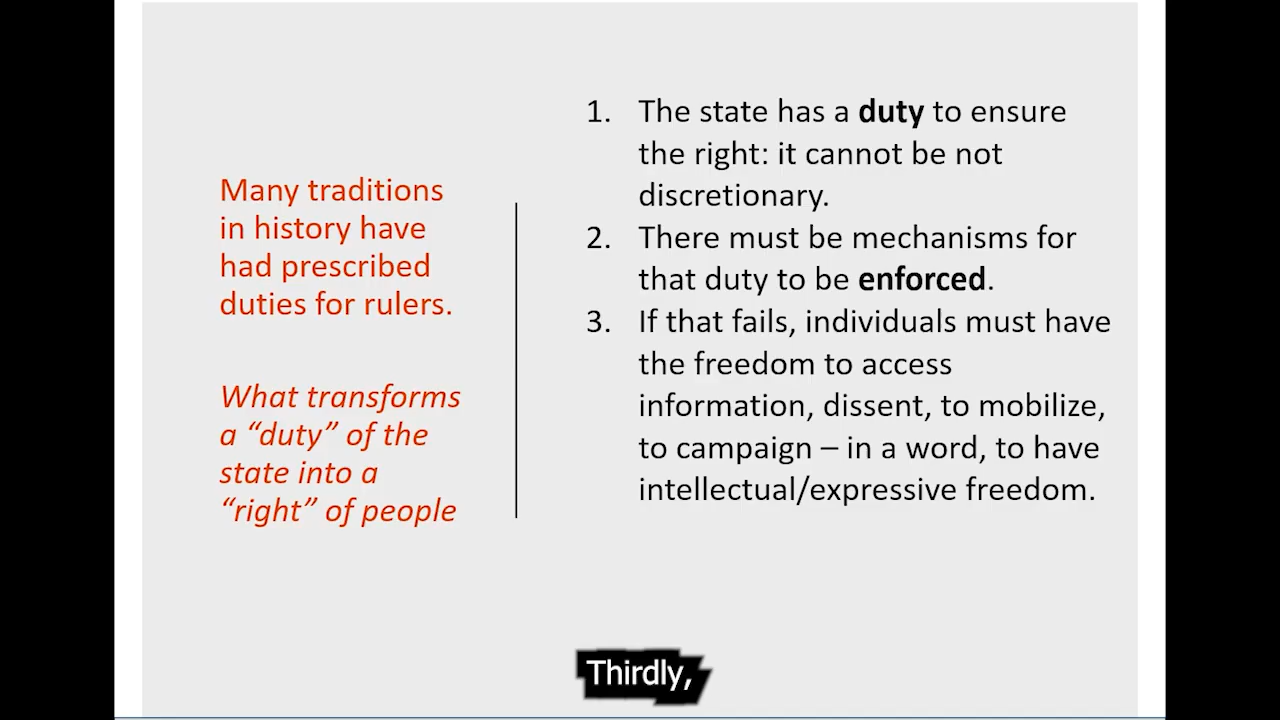 Many traditions
in history have
had prescribed
duties for rulers.
What transforms
a “duty” of the
state into a
“right” of people
1. The state has a duty to ensure
the right: it cannot be not
discretionary.
2. There must be mechanisms for
that duty to be enforced.
3. If that fails, individuals must have
the freedom to access
information, dissent, to mobilize,
to campaign – in a word, to have
intellectual/expressive freedom.
Thirdly,